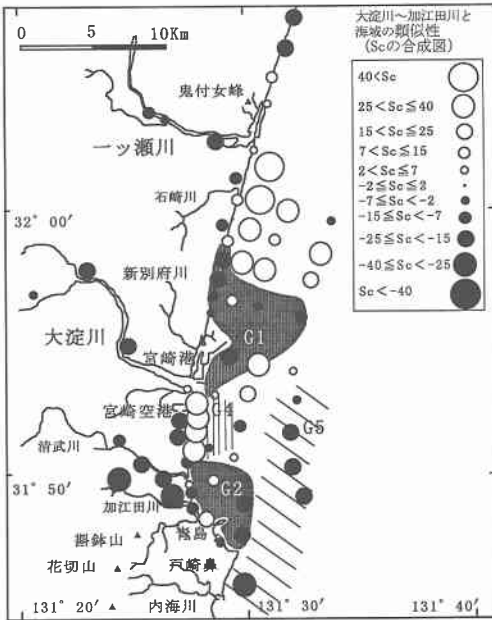 0 5 10Km
大淀川～加江田川と
海域の類似性
(Scの合成図)
40<Sc
25<Sc≦40
15<Sc≦25
7<Sc≦15
2<Sc≦7
-2≦Sc≦2
-7≦Sc<-2
-15≦Sc<-7
-25≦Sc<-15
-40≦Sc<-25
Sc<-40
鬼付女峰
一ッ瀬川
石崎川
32° 00'
新別府川
大淀川
G1
宮崎港
宮崎空港
G4
G5
清武川
31° 50'
G2
加江田川
青島
花切山
戸崎鼻
内海川
131° 20'
131° 30'
131° 40'